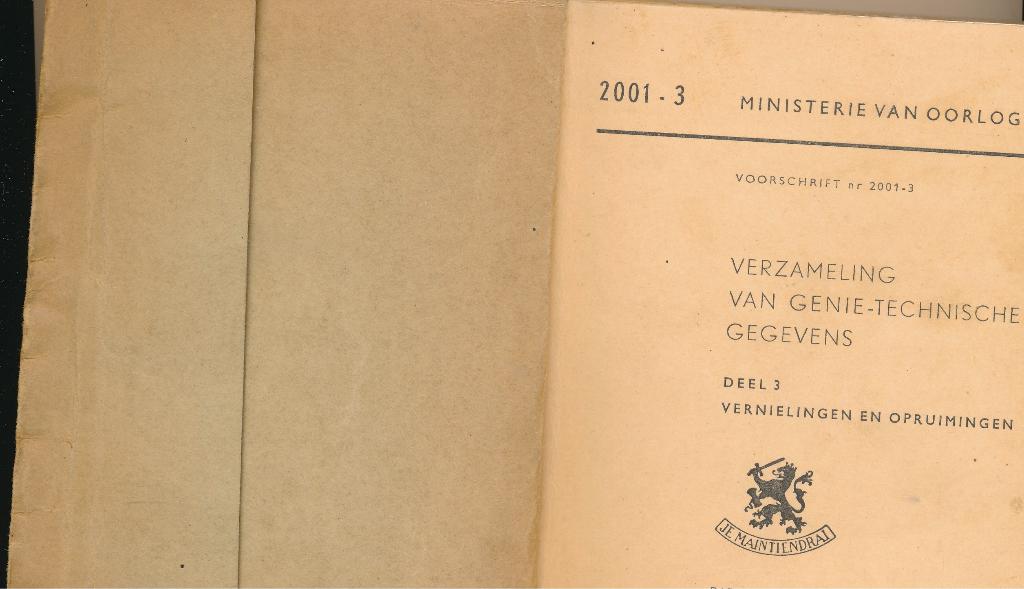 2001 - 3 MINISTERIE VAN OORLOG
VOORSCHRIFT nr 2001-3
VERZAMELING
VAN GENIE-TECHNISCHE
GEGEVENS
DEEL 3
VERNIELINGEN EN OPRUIMINGEN
JE MAINTIENDRAI